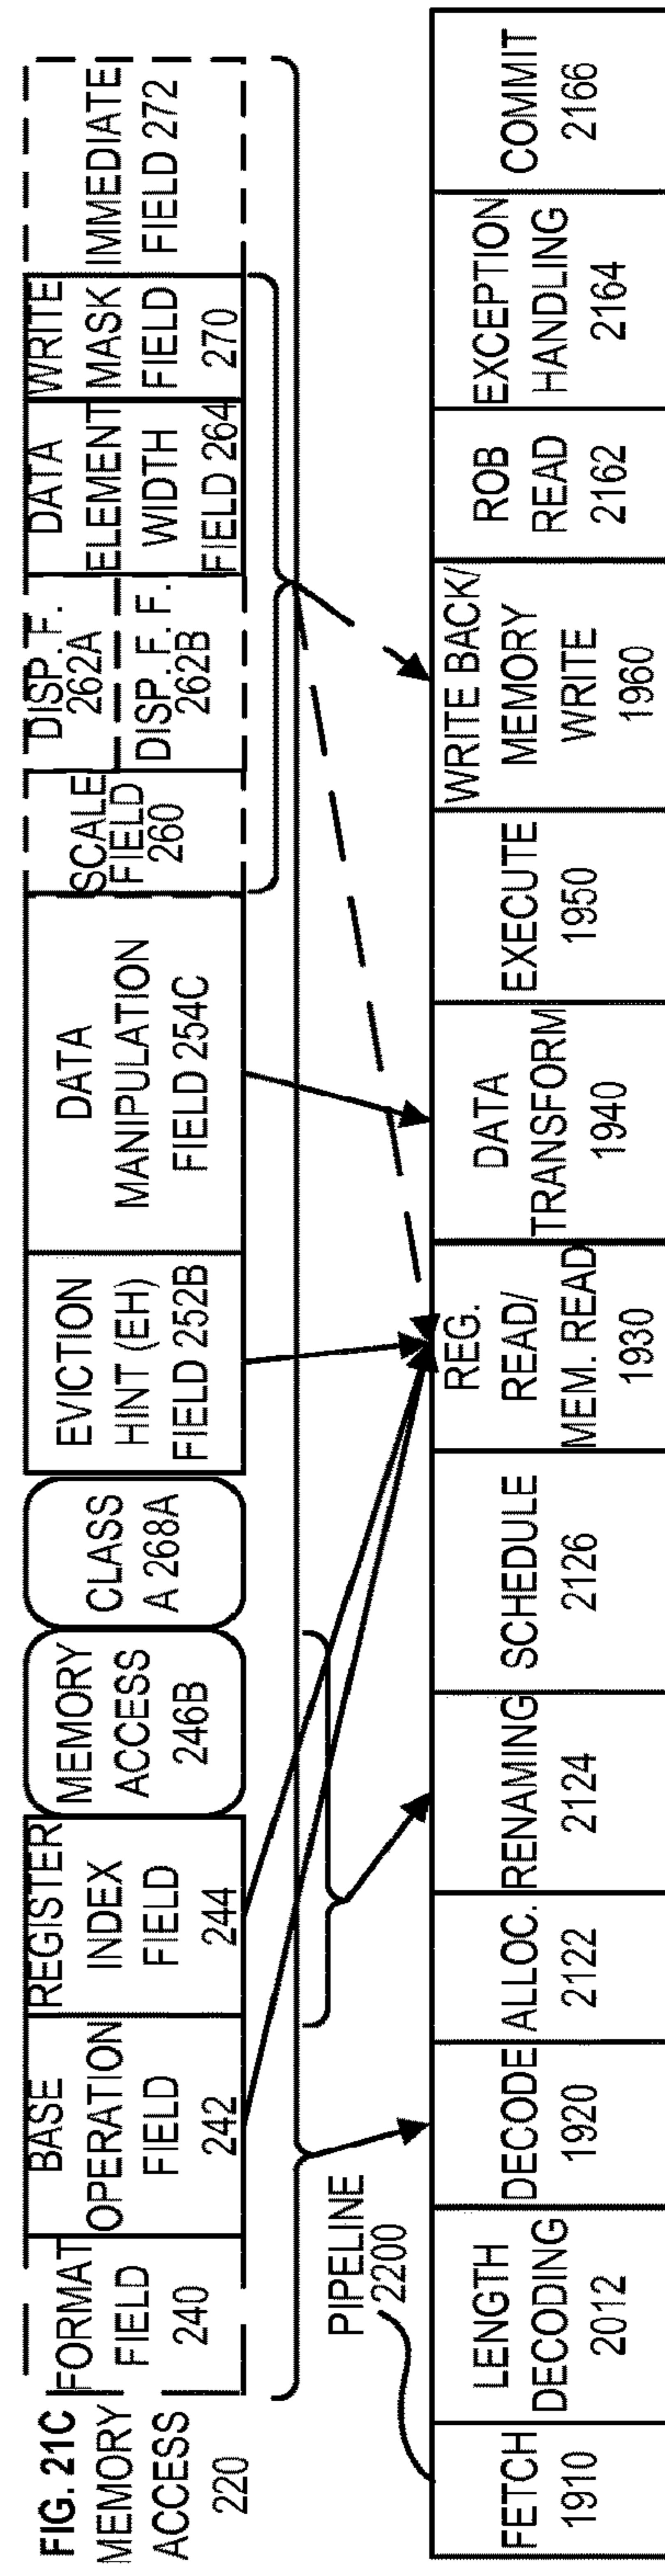 FIG. 21C
MEMORY
ACCESS
220
FORMAT
FIELD
240
BASE
OPERATION
FIELD
242
REGISTER
INDEX
FIELD
244
MEMORY
ACCESS
246B
CLASS
A 268A
EVICTION
HINT (EH)
FIELD 252B
DATA
MANIPULATION
FIELD 254C
SCALE
FIELD
260
DISP. F.
262A
DISP. F. F.
262B
DATA
ELEMENT
WIDTH
FIELD 264
WRITE
MASK
FIELD
270
IMMEDIATE
FIELD 272
PIPELINE
2200
FETCH
1910
LENGTH
DECODING
2012
DECODE
1920
ALLOC.
2122
RENAMING
2124
SCHEDULE
2126
REG.
READ/
MEM. READ
1930
DATA
TRANSFORM
1940
EXECUTE
1950
WRITE BACK/
MEMORY
WRITE
1960
ROB
READ
2162
EXCEPTION
HANDLING
2164
COMMIT
2166